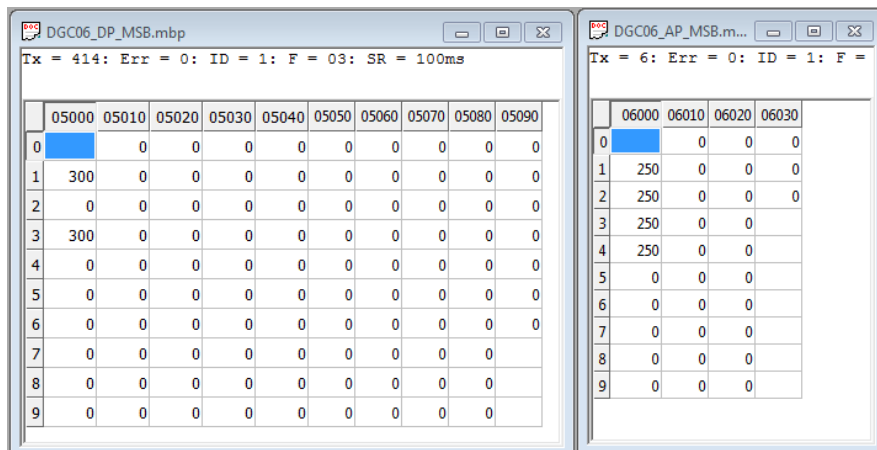 DGC06_DP_MSB.mbp
Tx = 414: Err = 0: ID = 1: F = 03: SR = 100ms
05000 05010 05020 05030 05040 05050 05060 05070 05080 05090
0 0 0 0 0 0 0 0 0 0
1 300 0 0 0 0 0 0 0 0 0
2 0 0 0 0 0 0 0 0 0 0
3 300 0 0 0 0 0 0 0 0 0
4 0 0 0 0 0 0 0 0 0 0
5 0 0 0 0 0 0 0 0 0 0
6 0 0 0 0 0 0 0 0 0 0
7 0 0 0 0 0 0 0 0 0
8 0 0 0 0 0 0 0 0 0
9 0 0 0 0 0 0 0 0 0
DGC06_AP_MSB.m...
Tx = 6: Err = 0: ID = 1: F =
06000 06010 06020 06030
0 0 0 0
1 250 0 0 0
2 250 0 0 0
3 250 0 0
4 250 0 0
5 0 0 0
6 0 0 0
7 0 0 0
8 0 0 0
9 0 0 0